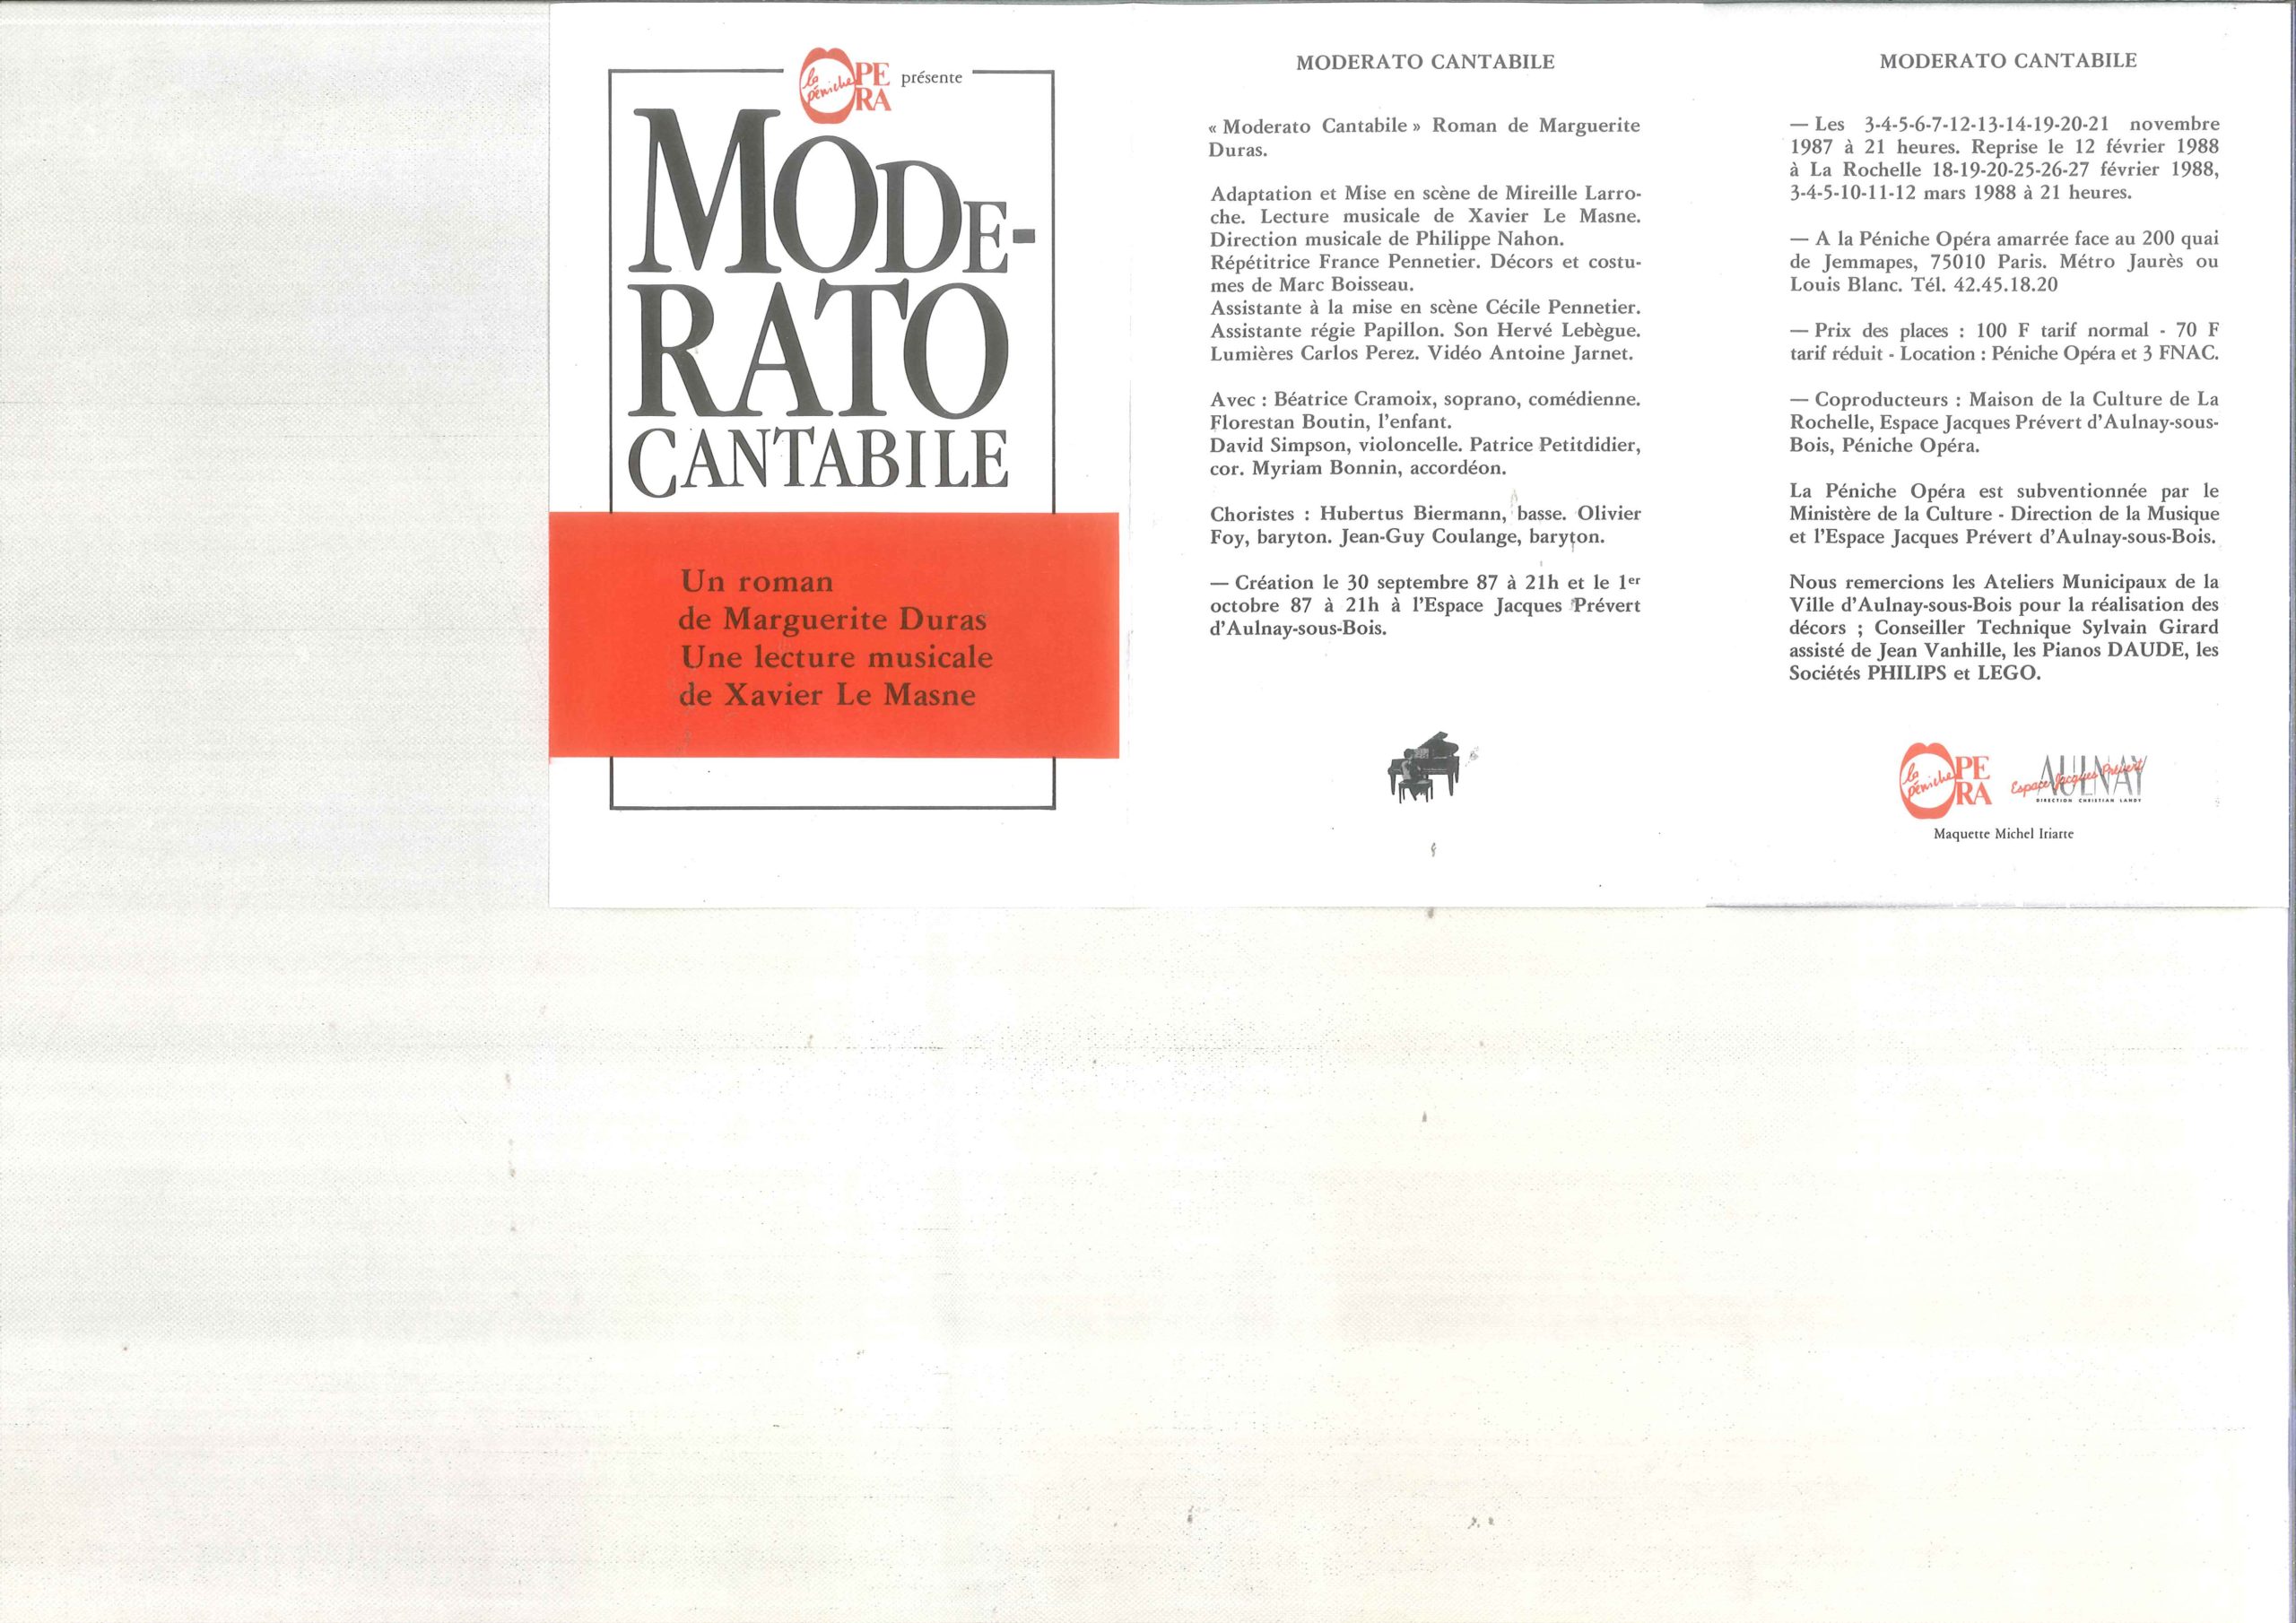 la péniche OPERA présente
MODE-
RATO
CANTABILE
Un roman
de Marguerite Duras
Une lecture musicale
de Xavier Le Masne
MODERATO CANTABILE
« Moderato Cantabile » Roman de Marguerite
Duras.
Adaptation et Mise en scène de Mireille Larro-
che. Lecture musicale de Xavier Le Masne.
Direction musicale de Philippe Nahon.
Répétitrice France Pennetier. Décors et costu-
mes de Marc Boisseau.
Assistante à la mise en scène Cécile Pennetier.
Assistante régie Papillon. Son Hervé Lebègue.
Lumières Carlos Perez. Vidéo Antoine Jarnet.
Avec : Béatrice Cramoix, soprano, comédienne.
Florestan Boutin, l'enfant.
David Simpson, violoncelle. Patrice Petitdidier,
cor. Myriam Bonnin, accordéon.
Choristes : Hubertus Biermann, basse. Olivier
Foy, baryton. Jean-Guy Coulange, baryton.
— Création le 30 septembre 87 à 21h et le 1er
octobre 87 à 21h à l'Espace Jacques Prévert
d'Aulnay-sous-Bois.
MODERATO CANTABILE
— Les 3-4-5-6-7-12-13-14-19-20-21 novembre
1987 à 21 heures. Reprise le 12 février 1988
à La Rochelle 18-19-20-25-26-27 février 1988,
3-4-5-10-11-12 mars 1988 à 21 heures.
— A la Péniche Opéra amarrée face au 200 quai
de Jemmapes, 75010 Paris. Métro Jaurès ou
Louis Blanc. Tél. 42.45.18.20
— Prix des places : 100 F tarif normal - 70 F
tarif réduit - Location : Péniche Opéra et 3 FNAC.
— Coproducteurs : Maison de la Culture de La
Rochelle, Espace Jacques Prévert d'Aulnay-sous-
Bois, Péniche Opéra.
La Péniche Opéra est subventionnée par le
Ministère de la Culture - Direction de la Musique
et l'Espace Jacques Prévert d'Aulnay-sous-Bois.
Nous remercions les Ateliers Municipaux de la
Ville d'Aulnay-sous-Bois pour la réalisation des
décors ; Conseiller Technique Sylvain Girard
assisté de Jean Vanhille, les Pianos DAUDE, les
Sociétés PHILIPS et LEGO.
la péniche OPERA
AULNAY
Espace Jacques Prévert
DIRECTION CHRISTIAN LANDY
Maquette Michel Iriarte